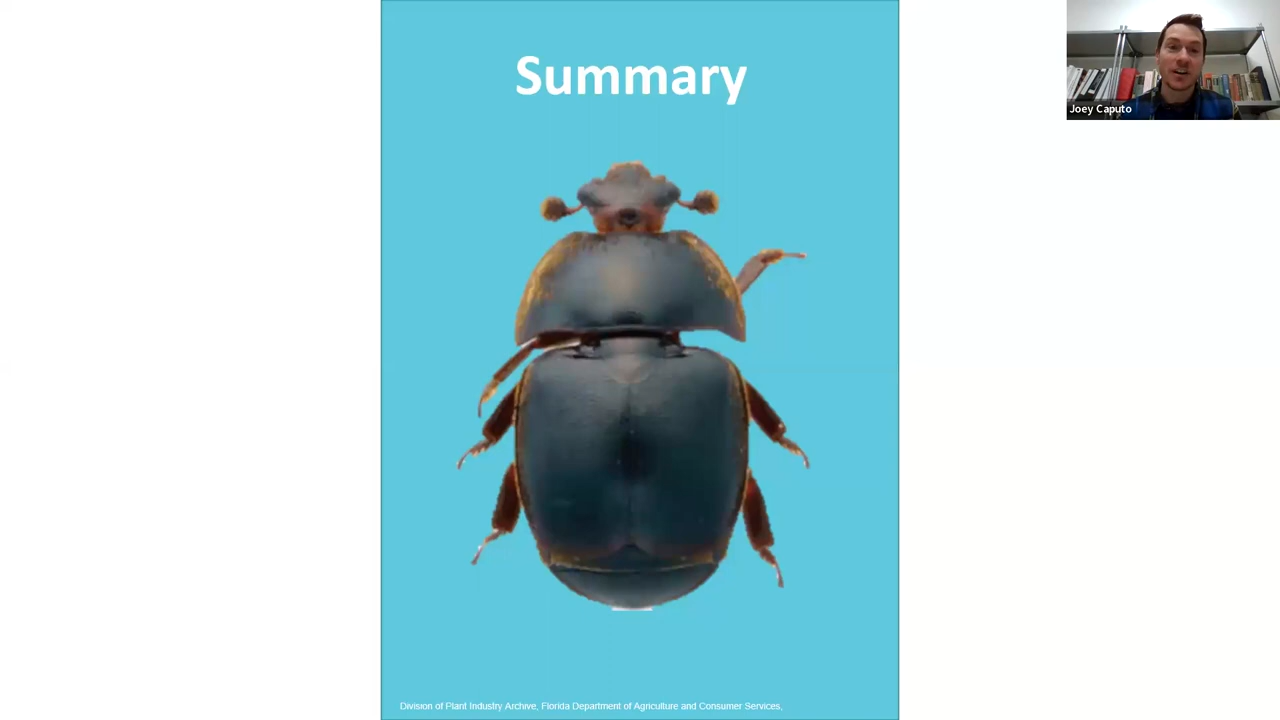 Summary
Joey Caputo
Division of Plant Industry Archive, Florida Department of Agriculture and Consumer Services,